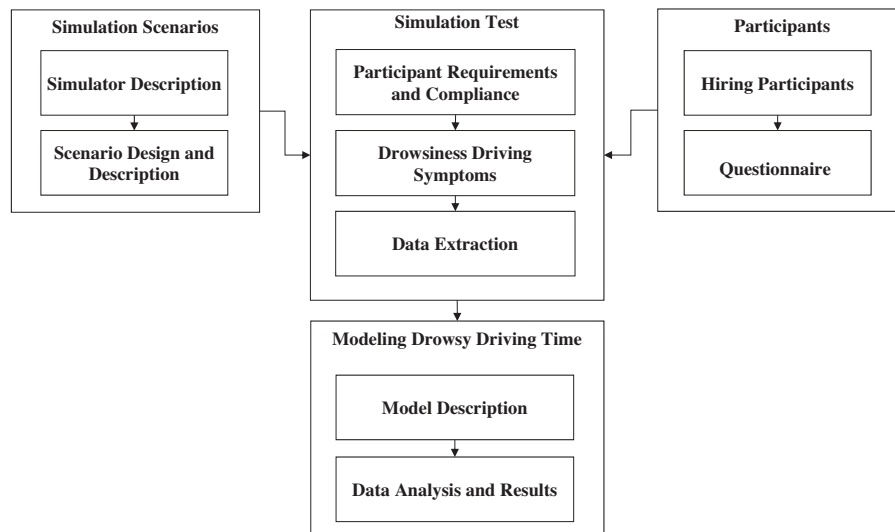 Simulation Scenarios
Simulator Description
Scenario Design and
Description
Simulation Test
Participant Requirements
and Compliance
Drowsiness Driving
Symptoms
Data Extraction
Participants
Hiring Participants
Questionnaire
Modeling Drowsy Driving Time
Model Description
Data Analysis and Results